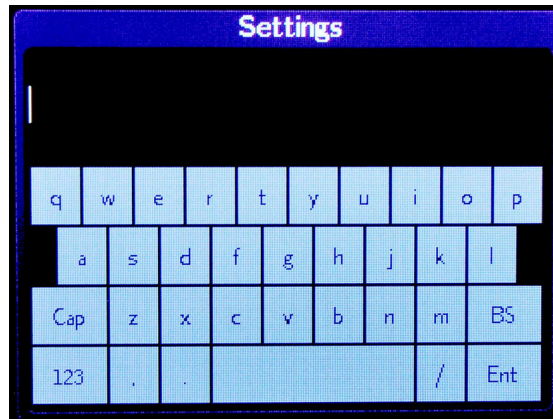 Settings
q w e r t y u i o p
a s d f g h j k l
Cap z x c v b n m BS
123 , . / Ent